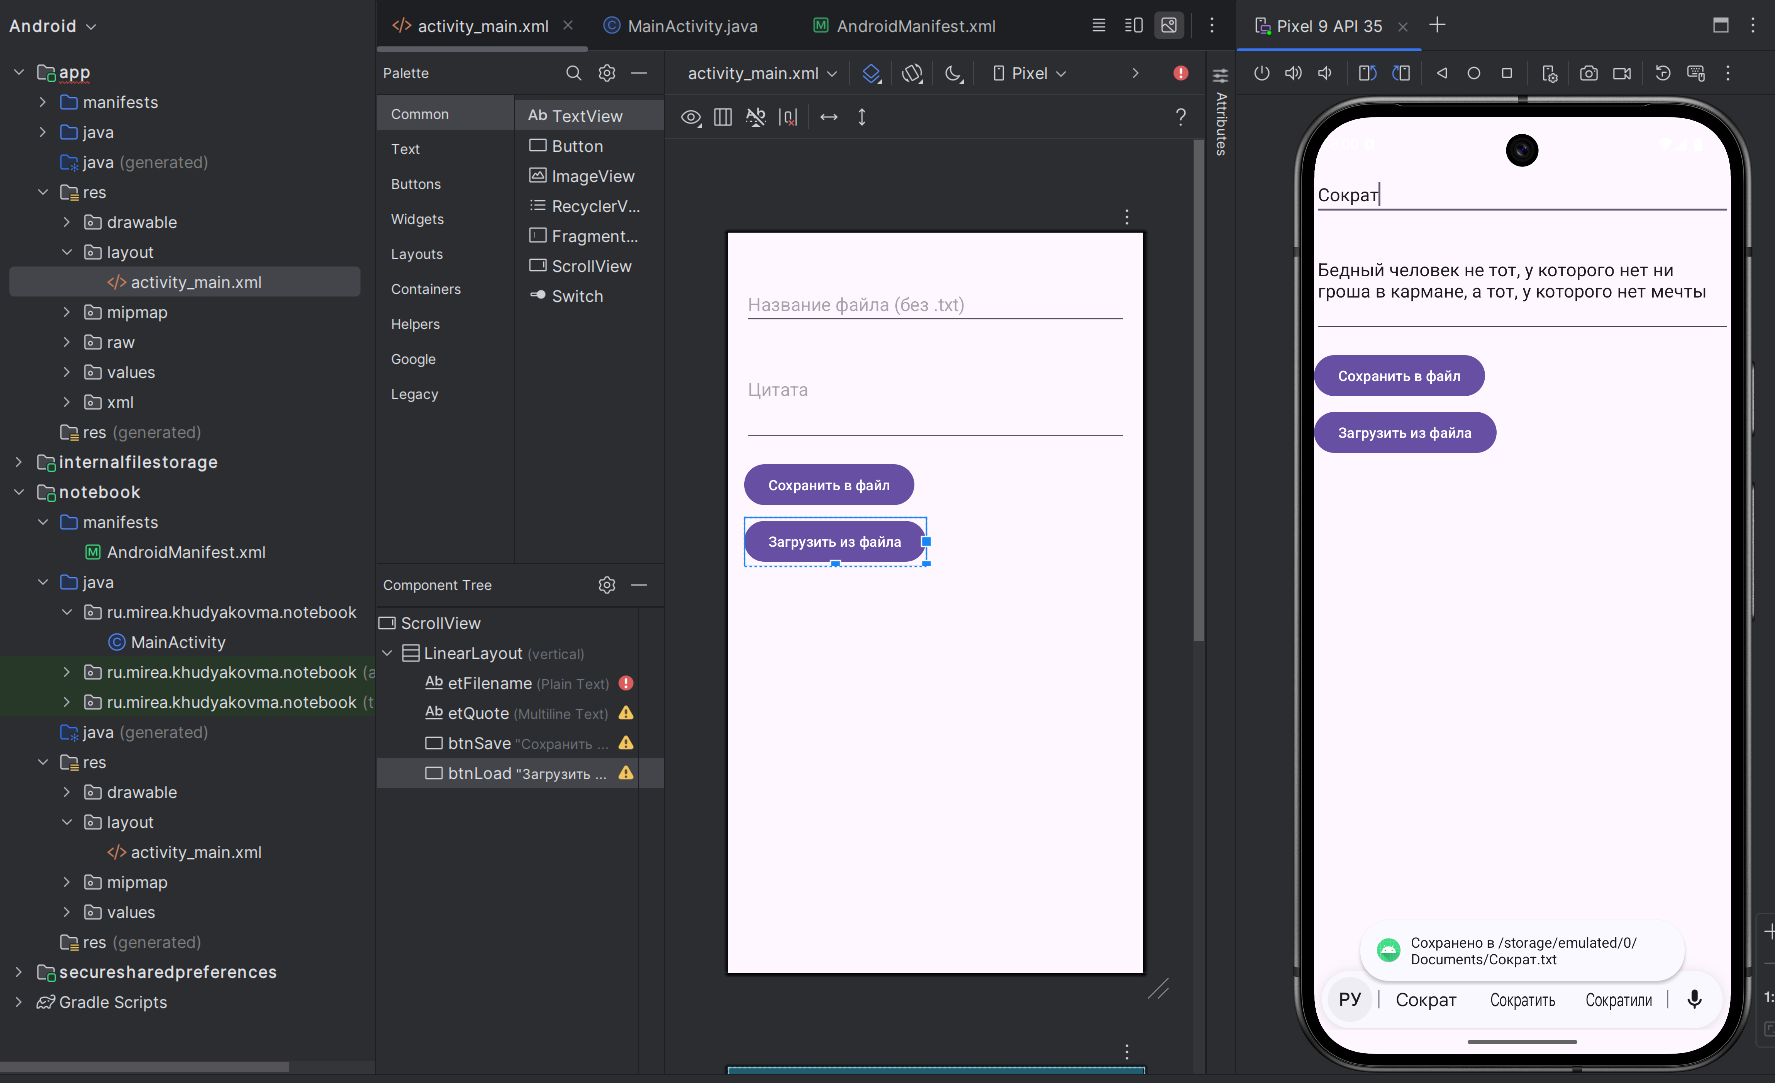 Android
app
manifests
java
java (generated)
res
drawable
layout
activity_main.xml
mipmap
raw
values
xml
res (generated)
internalfilestorage
notebook
manifests
AndroidManifest.xml
java
ru.mirea.khudyakovma.notebook
MainActivity
ru.mirea.khudyakovma.notebook (a
ru.mirea.khudyakovma.notebook (t
java (generated)
res
drawable
layout
activity_main.xml
mipmap
values
res (generated)
securesharedpreferences
Gradle Scripts
activity_main.xml
MainActivity.java
AndroidManifest.xml
Palette
Common
Text
Buttons
Widgets
Layouts
Containers
Helpers
Google
Legacy
Ab TextView
Button
ImageView
RecyclerV...
Fragment...
ScrollView
Switch
Component Tree
ScrollView
LinearLayout (vertical)
Ab etFilename (Plain Text)
Ab etQuote (Multiline Text)
btnSave "Сохранить ...
btnLoad "Загрузить ...
activity_main.xml
Pixel
Название файла (без .txt)
Цитата
Сохранить в файл
Загрузить из файла
Attributes
Pixel 9 API 35
Сократ
Бедный человек не тот, у которого нет ни
гроша в кармане, а тот, у которого нет мечты
Сохранить в файл
Загрузить из файла
Сохранено в /storage/emulated/0/
Documents/Сократ.txt
РУ
Сократ
Сократить
Сократили
1: